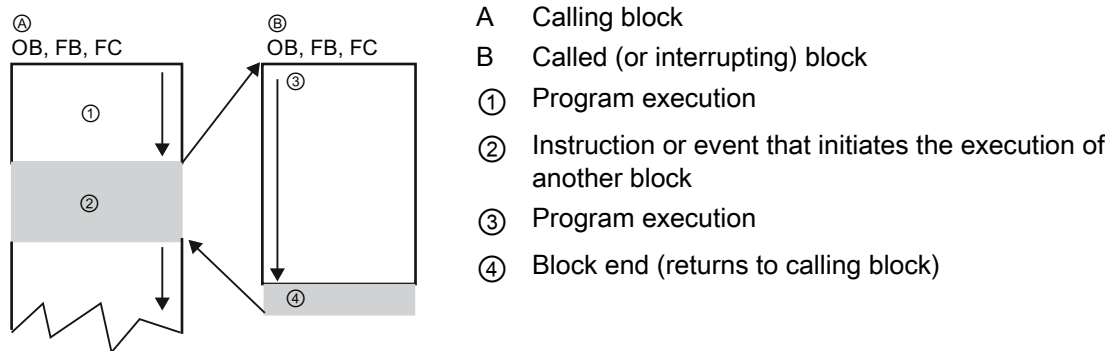 Ⓐ
OB, FB, FC
①
②
Ⓑ
OB, FB, FC
③
④
A Calling block
B Called (or interrupting) block
① Program execution
② Instruction or event that initiates the execution of
another block
③ Program execution
④ Block end (returns to calling block)